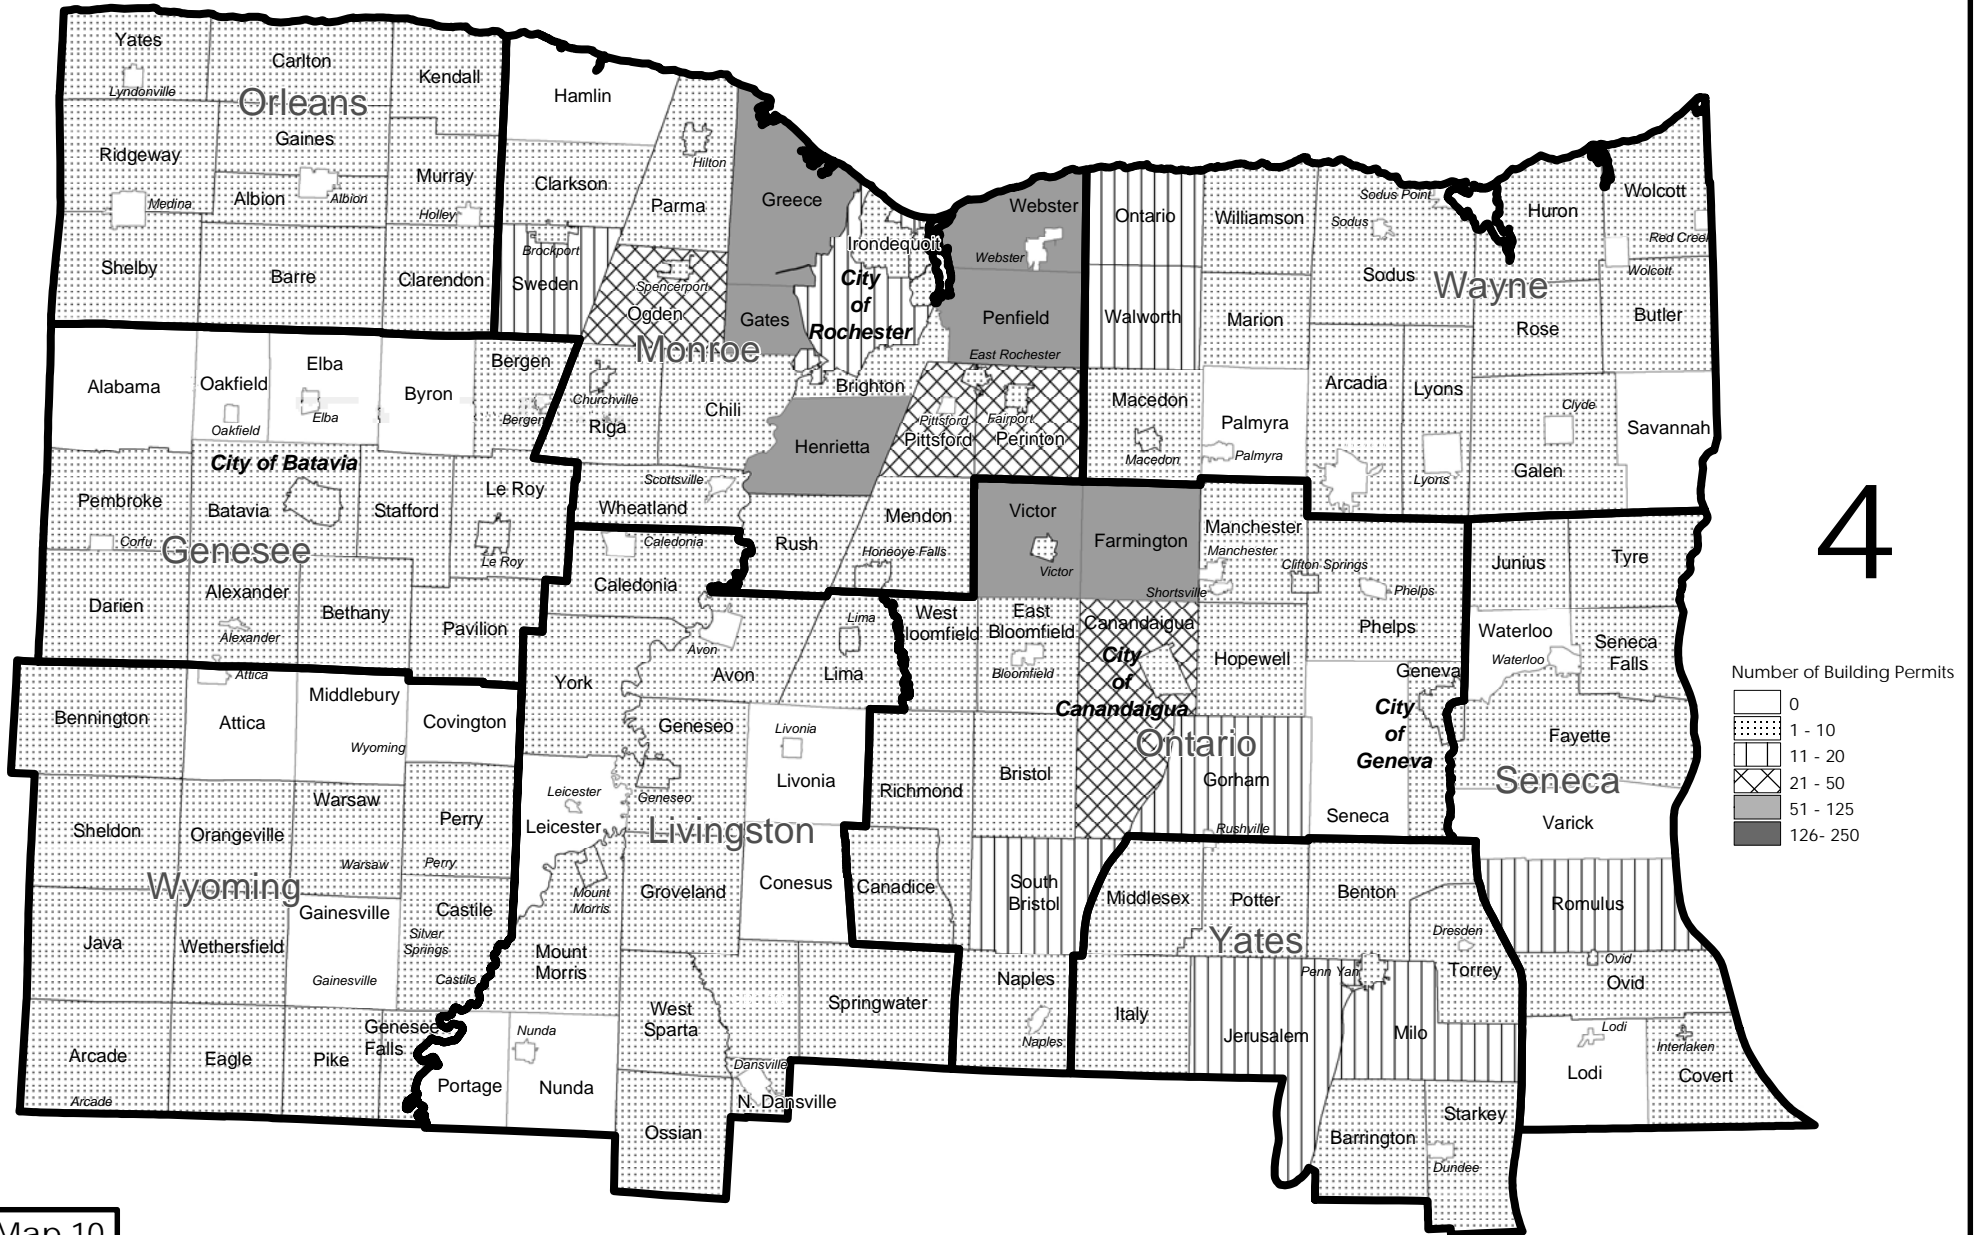 Yates
Lyndonville
Carlton
Kendall
Orleans
Gaines
Ridgeway
Medina
Albion
Albion
Murray
Holley
Shelby
Barre
Clarendon
Hamlin
Hilton
Clarkson
Parma
Greece
Brockport
Sweden
Spencerport
Ogden
Gates
Irondequoit
City
of
Rochester
Monroe
Webster
Webster
Penfield
East Rochester
Brighton
Churchville
Riga
Chili
Henrietta
Pittsford
Pittsford
Fairport
Perinton
Scottsville
Wheatland
Rush
Mendon
Honeoye Falls
Ontario
Williamson
Sodus Point
Sodus
Sodus
Huron
Wolcott
Red Creek
Wolcott
Wayne
Walworth
Marion
Rose
Butler
Macedon
Macedon
Palmyra
Palmyra
Arcadia
Lyons
Lyons
Clyde
Galen
Savannah
Alabama
Oakfield
Oakfield
Elba
Elba
Byron
Bergen
Bergen
City of Batavia
Pembroke
Batavia
Stafford
Le Roy
Le Roy
Corfu
Genesee
Darien
Alexander
Alexander
Bethany
Pavilion
Attica
Bennington
Attica
Middlebury
Wyoming
Covington
Sheldon
Orangeville
Warsaw
Warsaw
Perry
Perry
Wyoming
Java
Wethersfield
Gainesville
Gainesville
Castile
Silver
Springs
Castile
Arcade
Arcade
Eagle
Pike
Genesee
Falls
Caledonia
Caledonia
Avon
Avon
Lima
Lima
York
Geneseo
Geneseo
Livonia
Livonia
Leicester
Leicester
Livingston
Mount
Morris
Groveland
Conesus
Mount
Morris
West
Sparta
Springwater
Nunda
Nunda
Portage
Dansville
N. Dansville
Ossian
Victor
Victor
Farmington
Manchester
Manchester
Clifton Springs
Shortsville
Phelps
Phelps
West
loomfield
East
Bloomfield
Bloomfield
Canandaigua
City
of
Canandaigua
Hopewell
Geneva
City
of
Geneva
Ontario
Richmond
Bristol
Gorham
Rushville
Seneca
Canadice
South
Bristol
Naples
Naples
Junius
Tyre
Waterloo
Waterloo
Seneca
Falls
Fayette
Seneca
Varick
Romulus
Ovid
Ovid
Lodi
Lodi
Interlaken
Covert
Middlesex
Potter
Benton
Yates
Dresden
Penn Yan
Torrey
Italy
Jerusalem
Milo
Barrington
Starkey
Dundee
4
Number of Building Permits
0
1 - 10
11 - 20
21 - 50
51 - 125
126- 250
Map 10